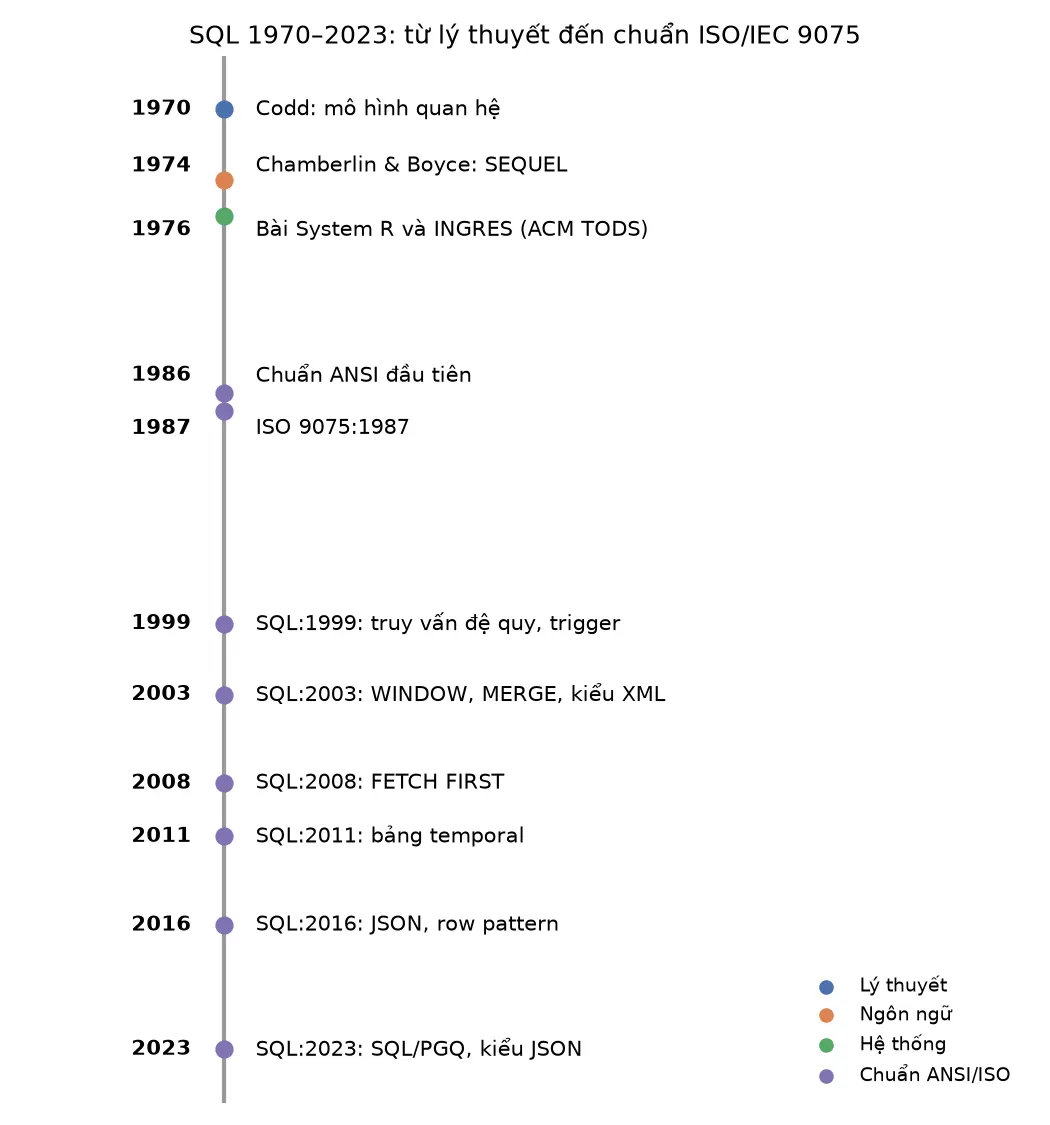 SQL 1970–2023: từ lý thuyết đến chuẩn ISO/IEC 9075
1970 Codd: mô hình quan hệ
1974 Chamberlin & Boyce: SEQUEL
1976 Bài System R và INGRES (ACM TODS)
1986 Chuẩn ANSI đầu tiên
1987 ISO 9075:1987
1999 SQL:1999: truy vấn đệ quy, trigger
2003 SQL:2003: WINDOW, MERGE, kiểu XML
2008 SQL:2008: FETCH FIRST
2011 SQL:2011: bảng temporal
2016 SQL:2016: JSON, row pattern
2023 SQL:2023: SQL/PGQ, kiểu JSON
Lý thuyết
Ngôn ngữ
Hệ thống
Chuẩn ANSI/ISO